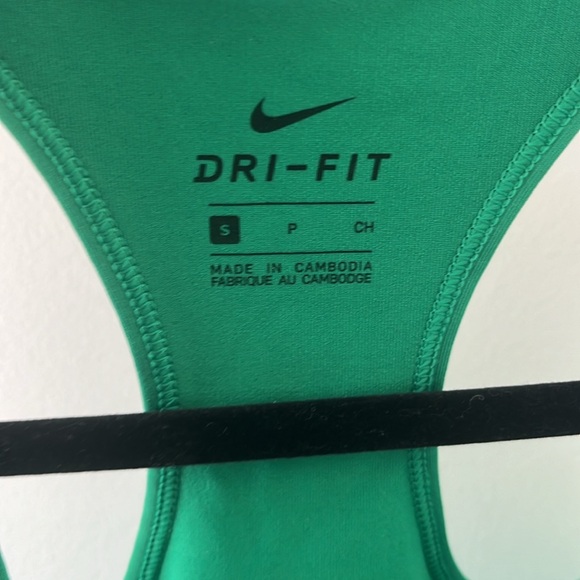 DRI-FIT
S P CH
MADE IN CAMBODIA
FABRIQUE AU CAMBODGE